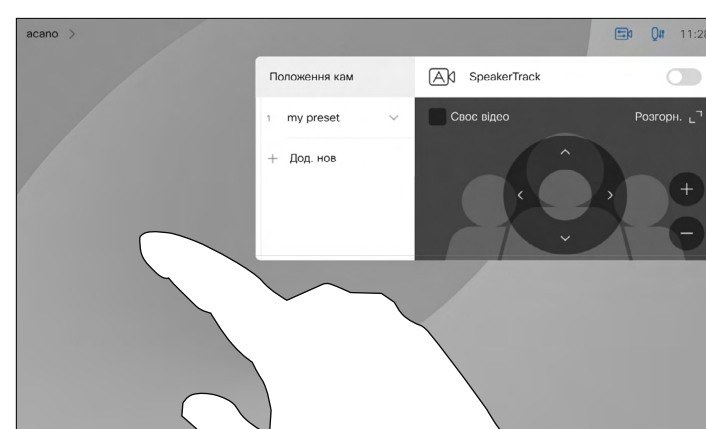 acano
11:28
Положення кам
SpeakerTrack
1 my preset
Своє відео
Розгорн.
+ Дод. нов